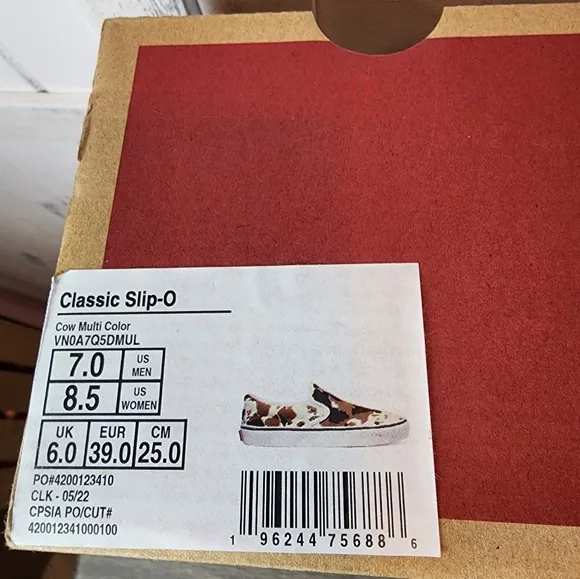 Classic Slip-O
Cow Multi Color
VN0A7Q5DMUL
7.0 US MEN
8.5 US WOMEN
UK 6.0 EUR 39.0 CM 25.0
PO#4200123410
CLK - 05/22
CPSIA PO/CUT#
420012341000100
1 96244 75688 6